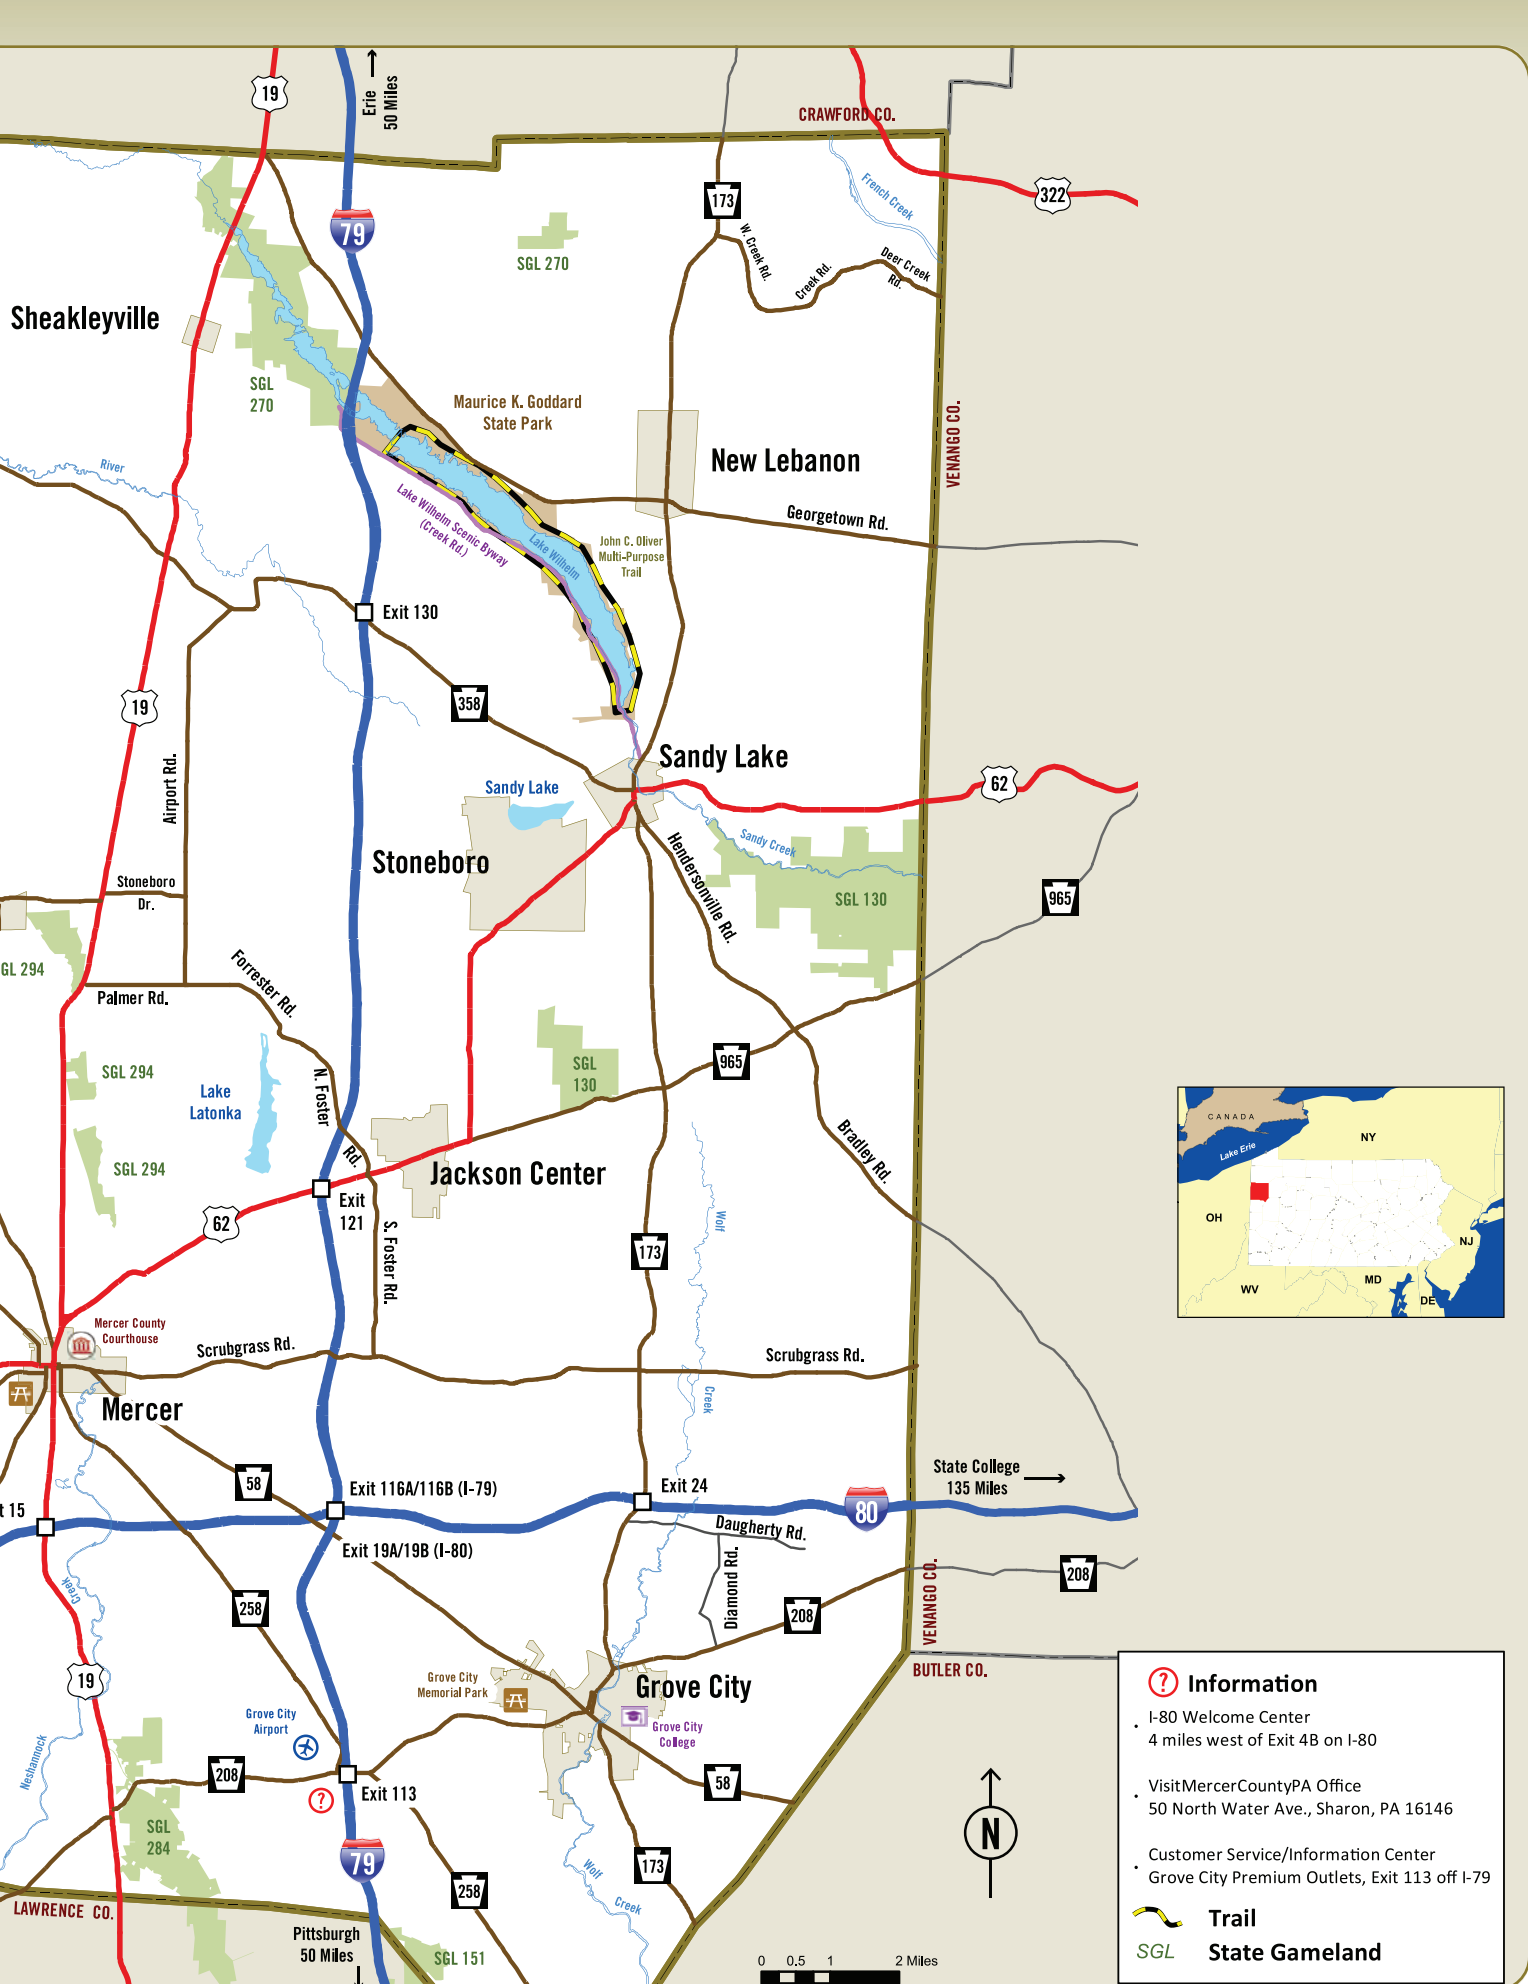 19
Erie
50 Miles
CRAWFORD CO.
173
French Creek
322
79
W. Creek Rd.
Creek Rd.
Deer Creek
Rd.
SGL 270
Sheakleyville
SGL
270
Maurice K. Goddard
State Park
New Lebanon
VENANGO CO.
River
Georgetown Rd.
Lake Wilhelm Scenic Byway
(Creek Rd.)
Lake Wilhelm
John C. Oliver
Multi-Purpose
Trail
Exit 130
358
19
Airport Rd.
Sandy Lake
Sandy Lake
62
Stoneboro
Hendersonville Rd.
Sandy Creek
SGL 130
965
Stoneboro
Dr.
GL 294
Palmer Rd.
Forrester Rd.
SGL 294
Lake
Latonka
N. Foster
Rd.
SGL
130
965
SGL 294
Jackson Center
Bradley Rd.
Exit
121
62
S. Foster Rd.
173
Wolf
Creek
CANADA
Lake Erie
NY
OH
NJ
WV
MD
DE
Mercer County
Courthouse
Scrubgrass Rd.
Scrubgrass Rd.
Mercer
58
Exit 116A/116B (I-79)
Exit 24
State College
135 Miles
t 15
80
Exit 19A/19B (I-80)
Daugherty Rd.
Diamond Rd.
208
VENANGO CO.
208
Creek
258
19
Grove City
Memorial Park
Grove City
BUTLER CO.
Grove City
Airport
Grove City
College
Neshannock
208
Exit 113
58
?
SGL
284
79
173
Wolf
Creek
258
N
LAWRENCE CO.
Pittsburgh
50 Miles
SGL 151
0 0.5 1 2 Miles
? Information
I-80 Welcome Center
4 miles west of Exit 4B on I-80
VisitMercerCountyPA Office
50 North Water Ave., Sharon, PA 16146
Customer Service/Information Center
Grove City Premium Outlets, Exit 113 off I-79
Trail
SGL State Gameland